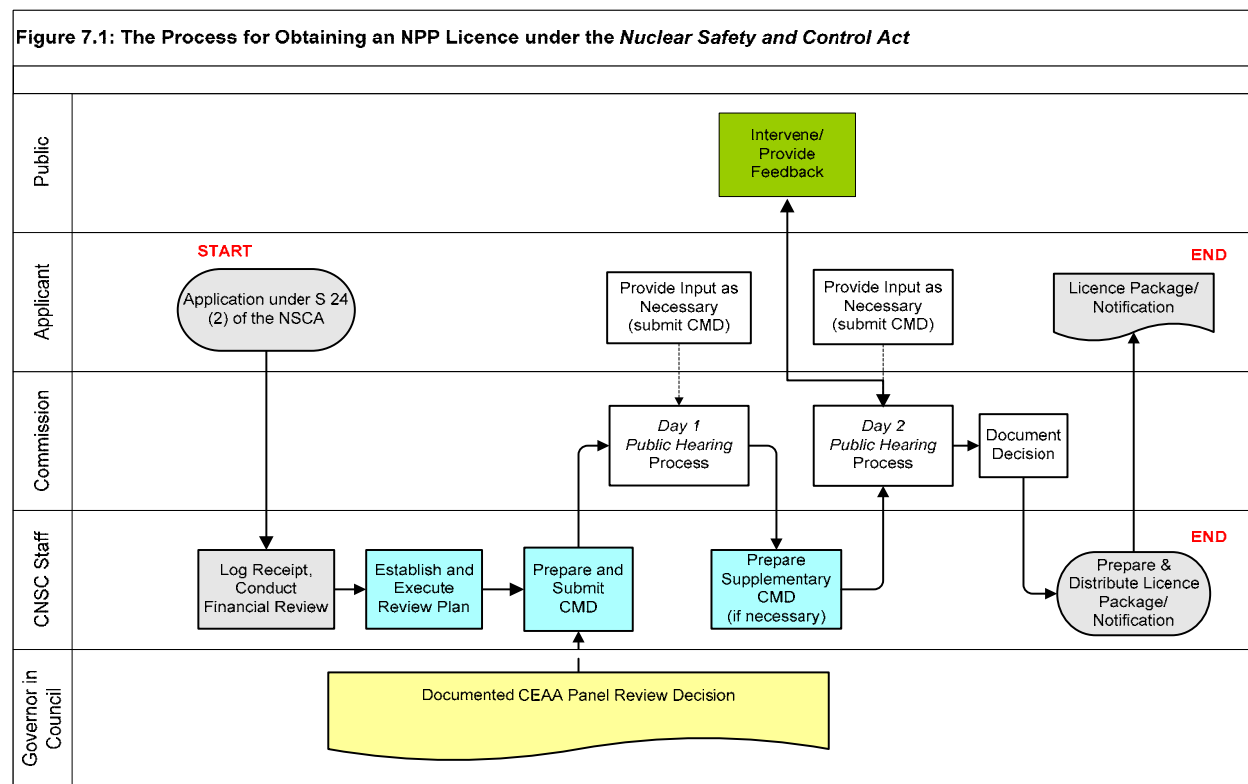 Figure 7.1: The Process for Obtaining an NPP Licence under the Nuclear Safety and Control Act
Public
Intervene/
Provide
Feedback
Applicant
START
Application under S 24
(2) of the NSCA
Provide Input as
Necessary
(submit CMD)
Provide Input as
Necessary
(submit CMD)
END
Licence Package/
Notification
Commission
Day 1
Public Hearing
Process
Day 2
Public Hearing
Process
Document
Decision
CNSC Staff
Log Receipt,
Conduct
Financial Review
Establish and
Execute
Review Plan
Prepare and
Submit
CMD
Prepare
Supplementary
CMD
(if necessary)
END
Prepare &
Distribute Licence
Package/
Notification
Governor in
Council
Documented CEAA Panel Review Decision